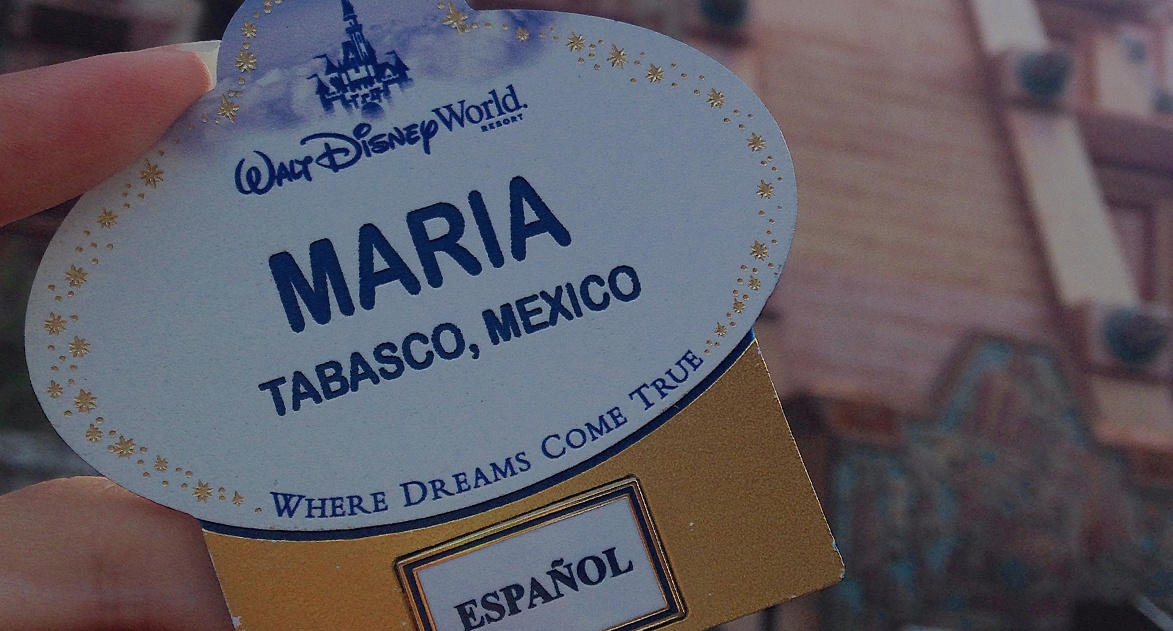 WALT DISNEY World.
RESORT
MARIA
TABASCO, MEXICO
WHERE DREAMS COME TRUE
ESPAÑOL